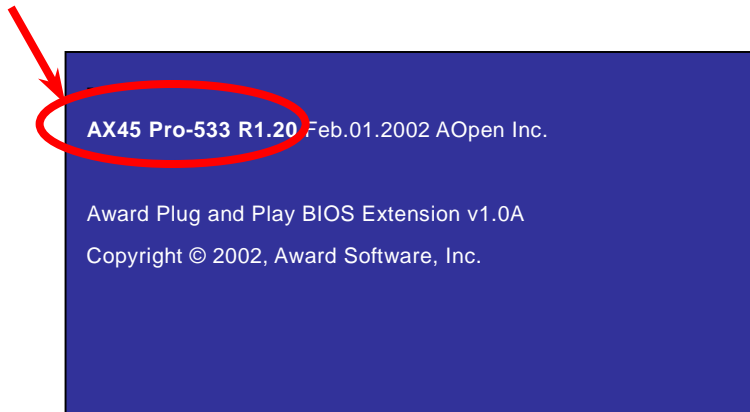 AX45 Pro-533 R1.20 Feb.01.2002 AOpen Inc.
Award Plug and Play BIOS Extension v1.0A
Copyright © 2002, Award Software, Inc.